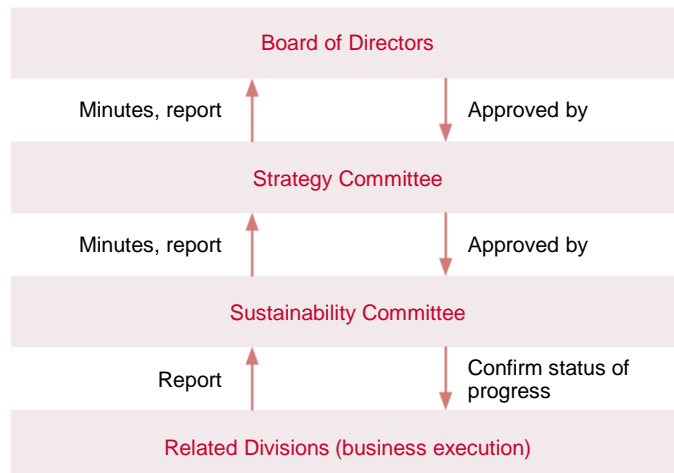 Board of Directors
Minutes, report
Approved by
Strategy Committee
Minutes, report
Approved by
Sustainability Committee
Report
Confirm status of
progress
Related Divisions (business execution)